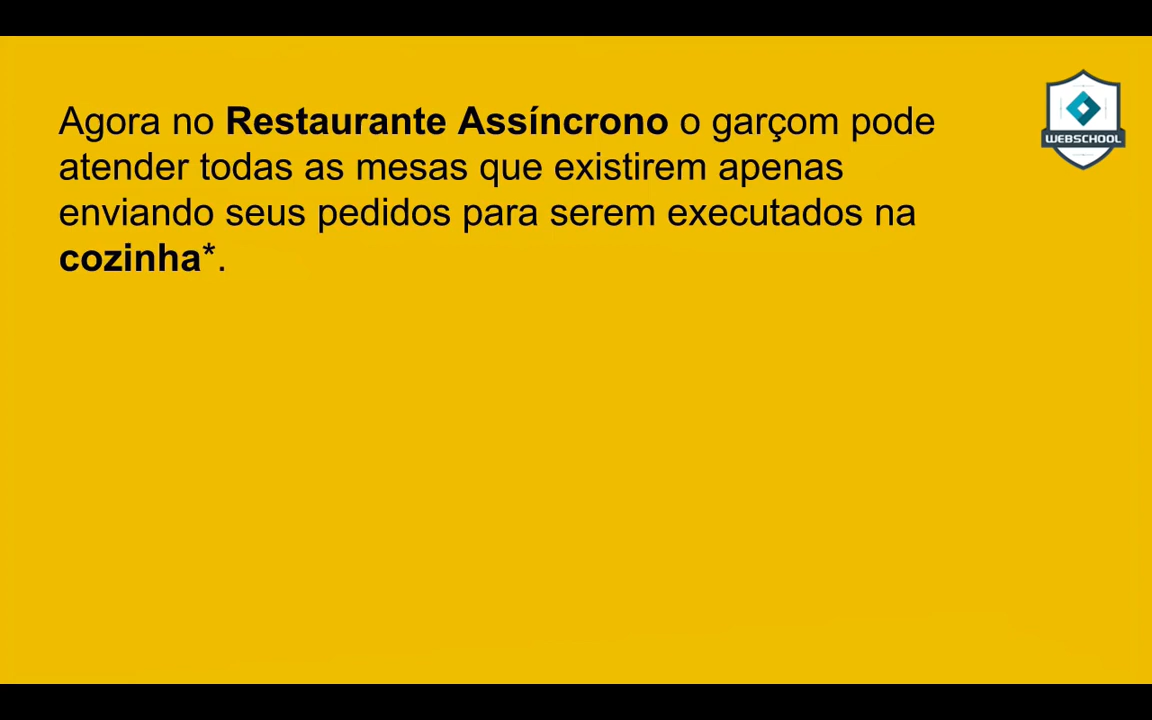 Agora no Restaurante Assíncrono o garçom pode
atender todas as mesas que existirem apenas
enviando seus pedidos para serem executados na
cozinha*.
WEBSCHOOL